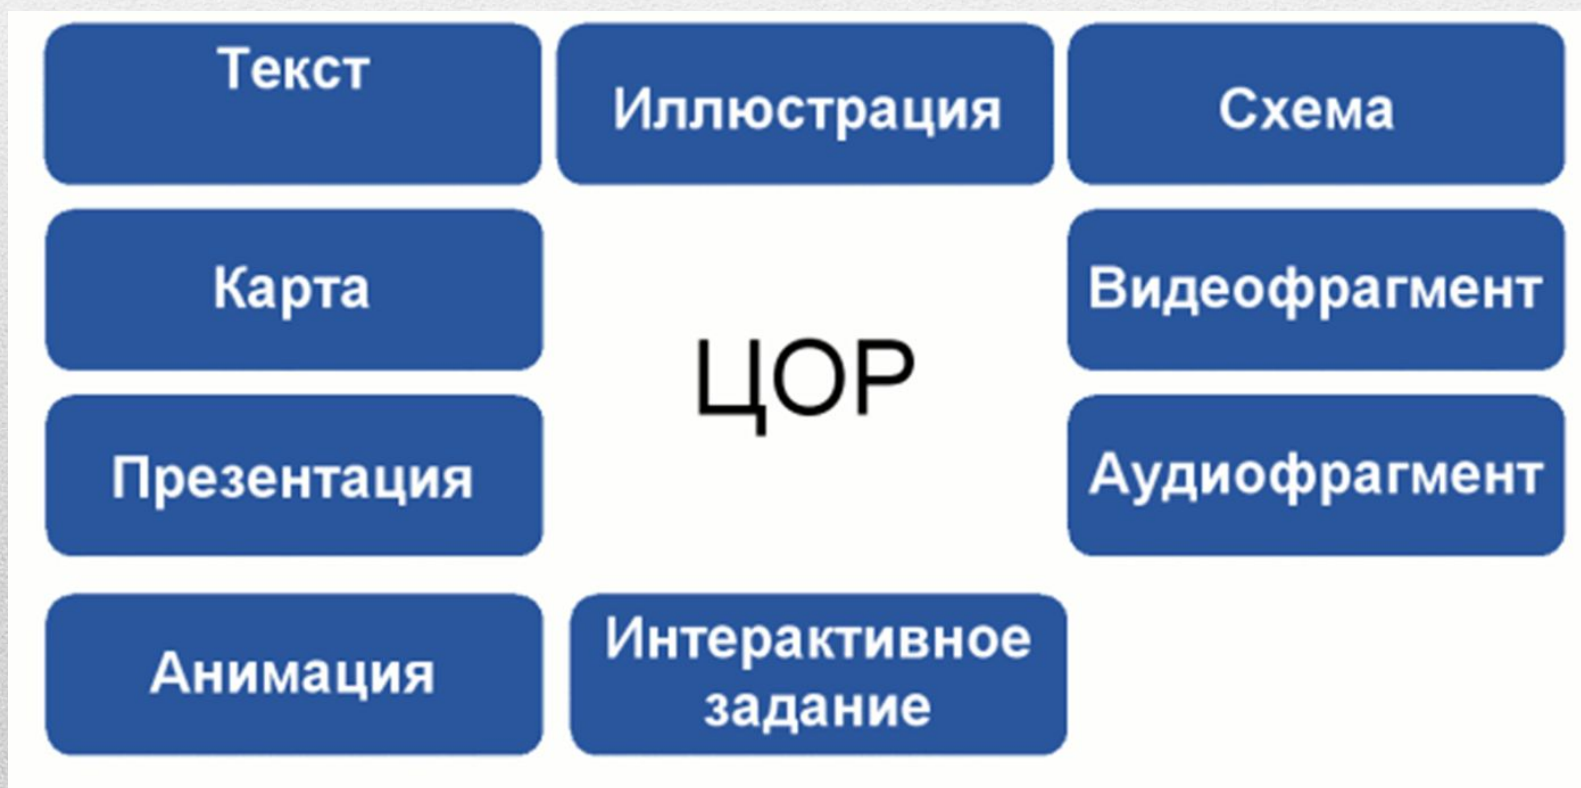 Текст
Иллюстрация
Схема
Карта
Видеофрагмент
ЦОР
Презентация
Аудиофрагмент
Анимация
Интерактивное
задание